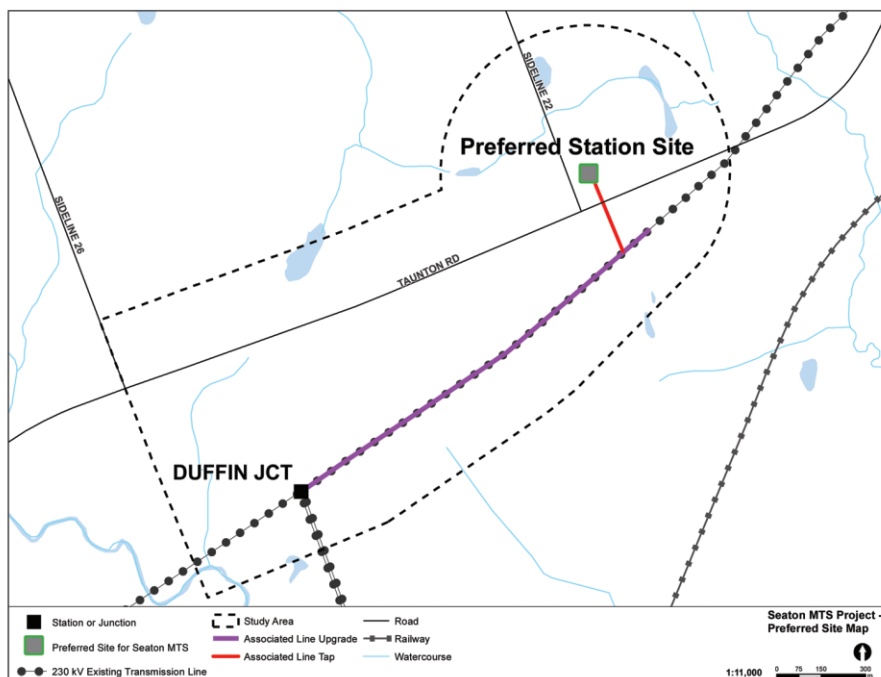 SIDELINE 22
Preferred Station Site
SIDELINE 26
TAUNTON RD
DUFFIN JCT
Station or Junction
Preferred Site for Seaton MTS
230 kV Existing Transmission Line
Study Area
Associated Line Upgrade
Associated Line Tap
Road
Railway
Watercourse
Seaton MTS Project -
Preferred Site Map
1:11,000
0 75 150 300
m